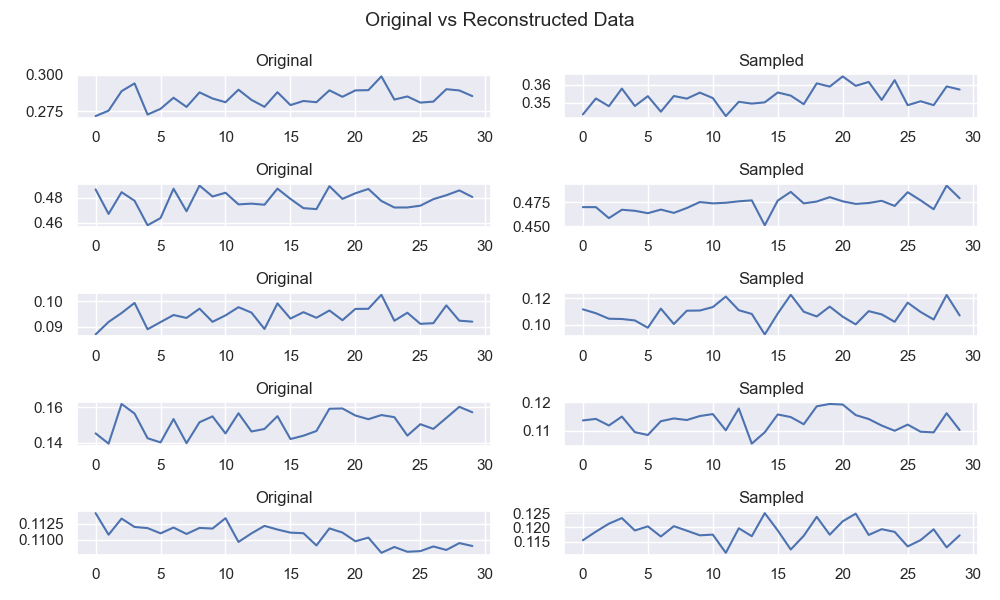 Original vs Reconstructed Data
Original
Sampled
0.300
0.275
0 5 10 15 20 25 30
0.36
0.35
0 5 10 15 20 25 30
Original
Sampled
0.48
0.46
0 5 10 15 20 25 30
0.475
0.450
0 5 10 15 20 25 30
Original
Sampled
0.10
0.09
0 5 10 15 20 25 30
0.12
0.10
0 5 10 15 20 25 30
Original
Sampled
0.16
0.14
0 5 10 15 20 25 30
0.12
0.11
0 5 10 15 20 25 30
Original
Sampled
0.1125
0.1100
0 5 10 15 20 25 30
0.125
0.120
0.115
0 5 10 15 20 25 30